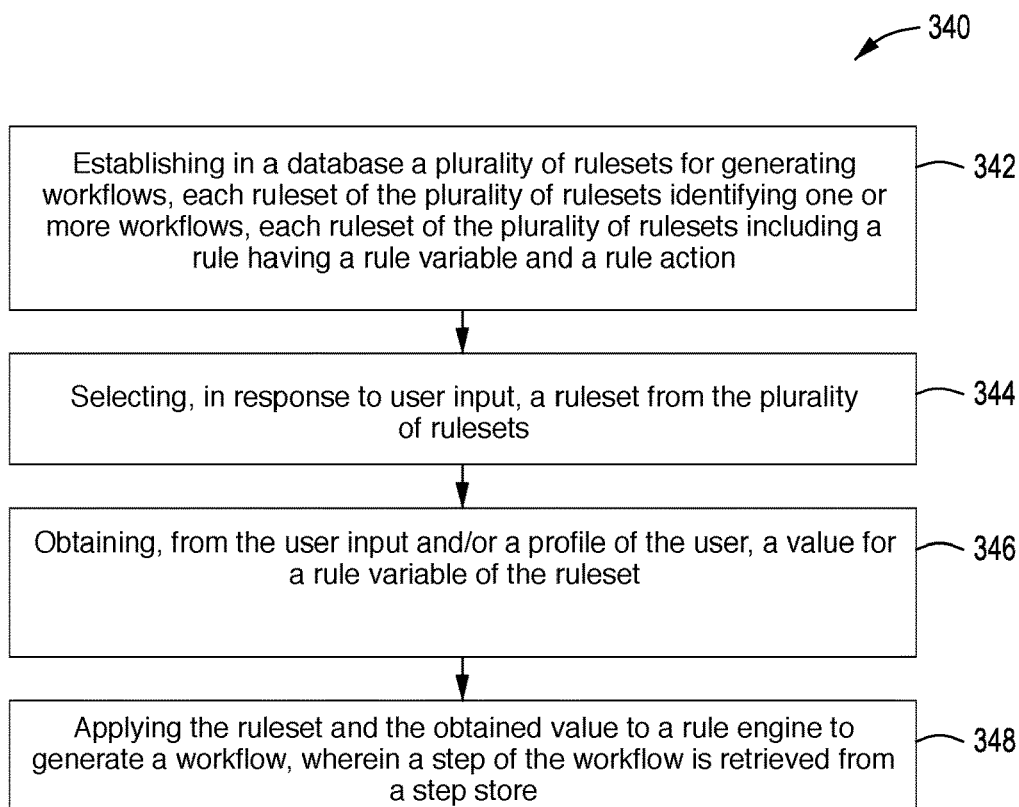 340
Establishing in a database a plurality of rulesets for generating
workflows, each ruleset of the plurality of rulesets identifying one or
more workflows, each ruleset of the plurality of rulesets including a
rule having a rule variable and a rule action
342
Selecting, in response to user input, a ruleset from the plurality
of rulesets
344
Obtaining, from the user input and/or a profile of the user, a value for
a rule variable of the ruleset
346
Applying the ruleset and the obtained value to a rule engine to
generate a workflow, wherein a step of the workflow is retrieved from
a step store
348